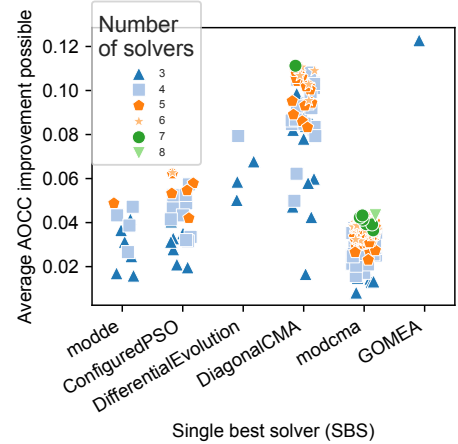 Number
of solvers
3
4
5
6
7
8
Average AOCC improvement possible
0.12
0.10
0.08
0.06
0.04
0.02
modde
ConfiguredPSO
DifferentialEvolution
DiagonalCMA
modcma
GOMEA
Single best solver (SBS)